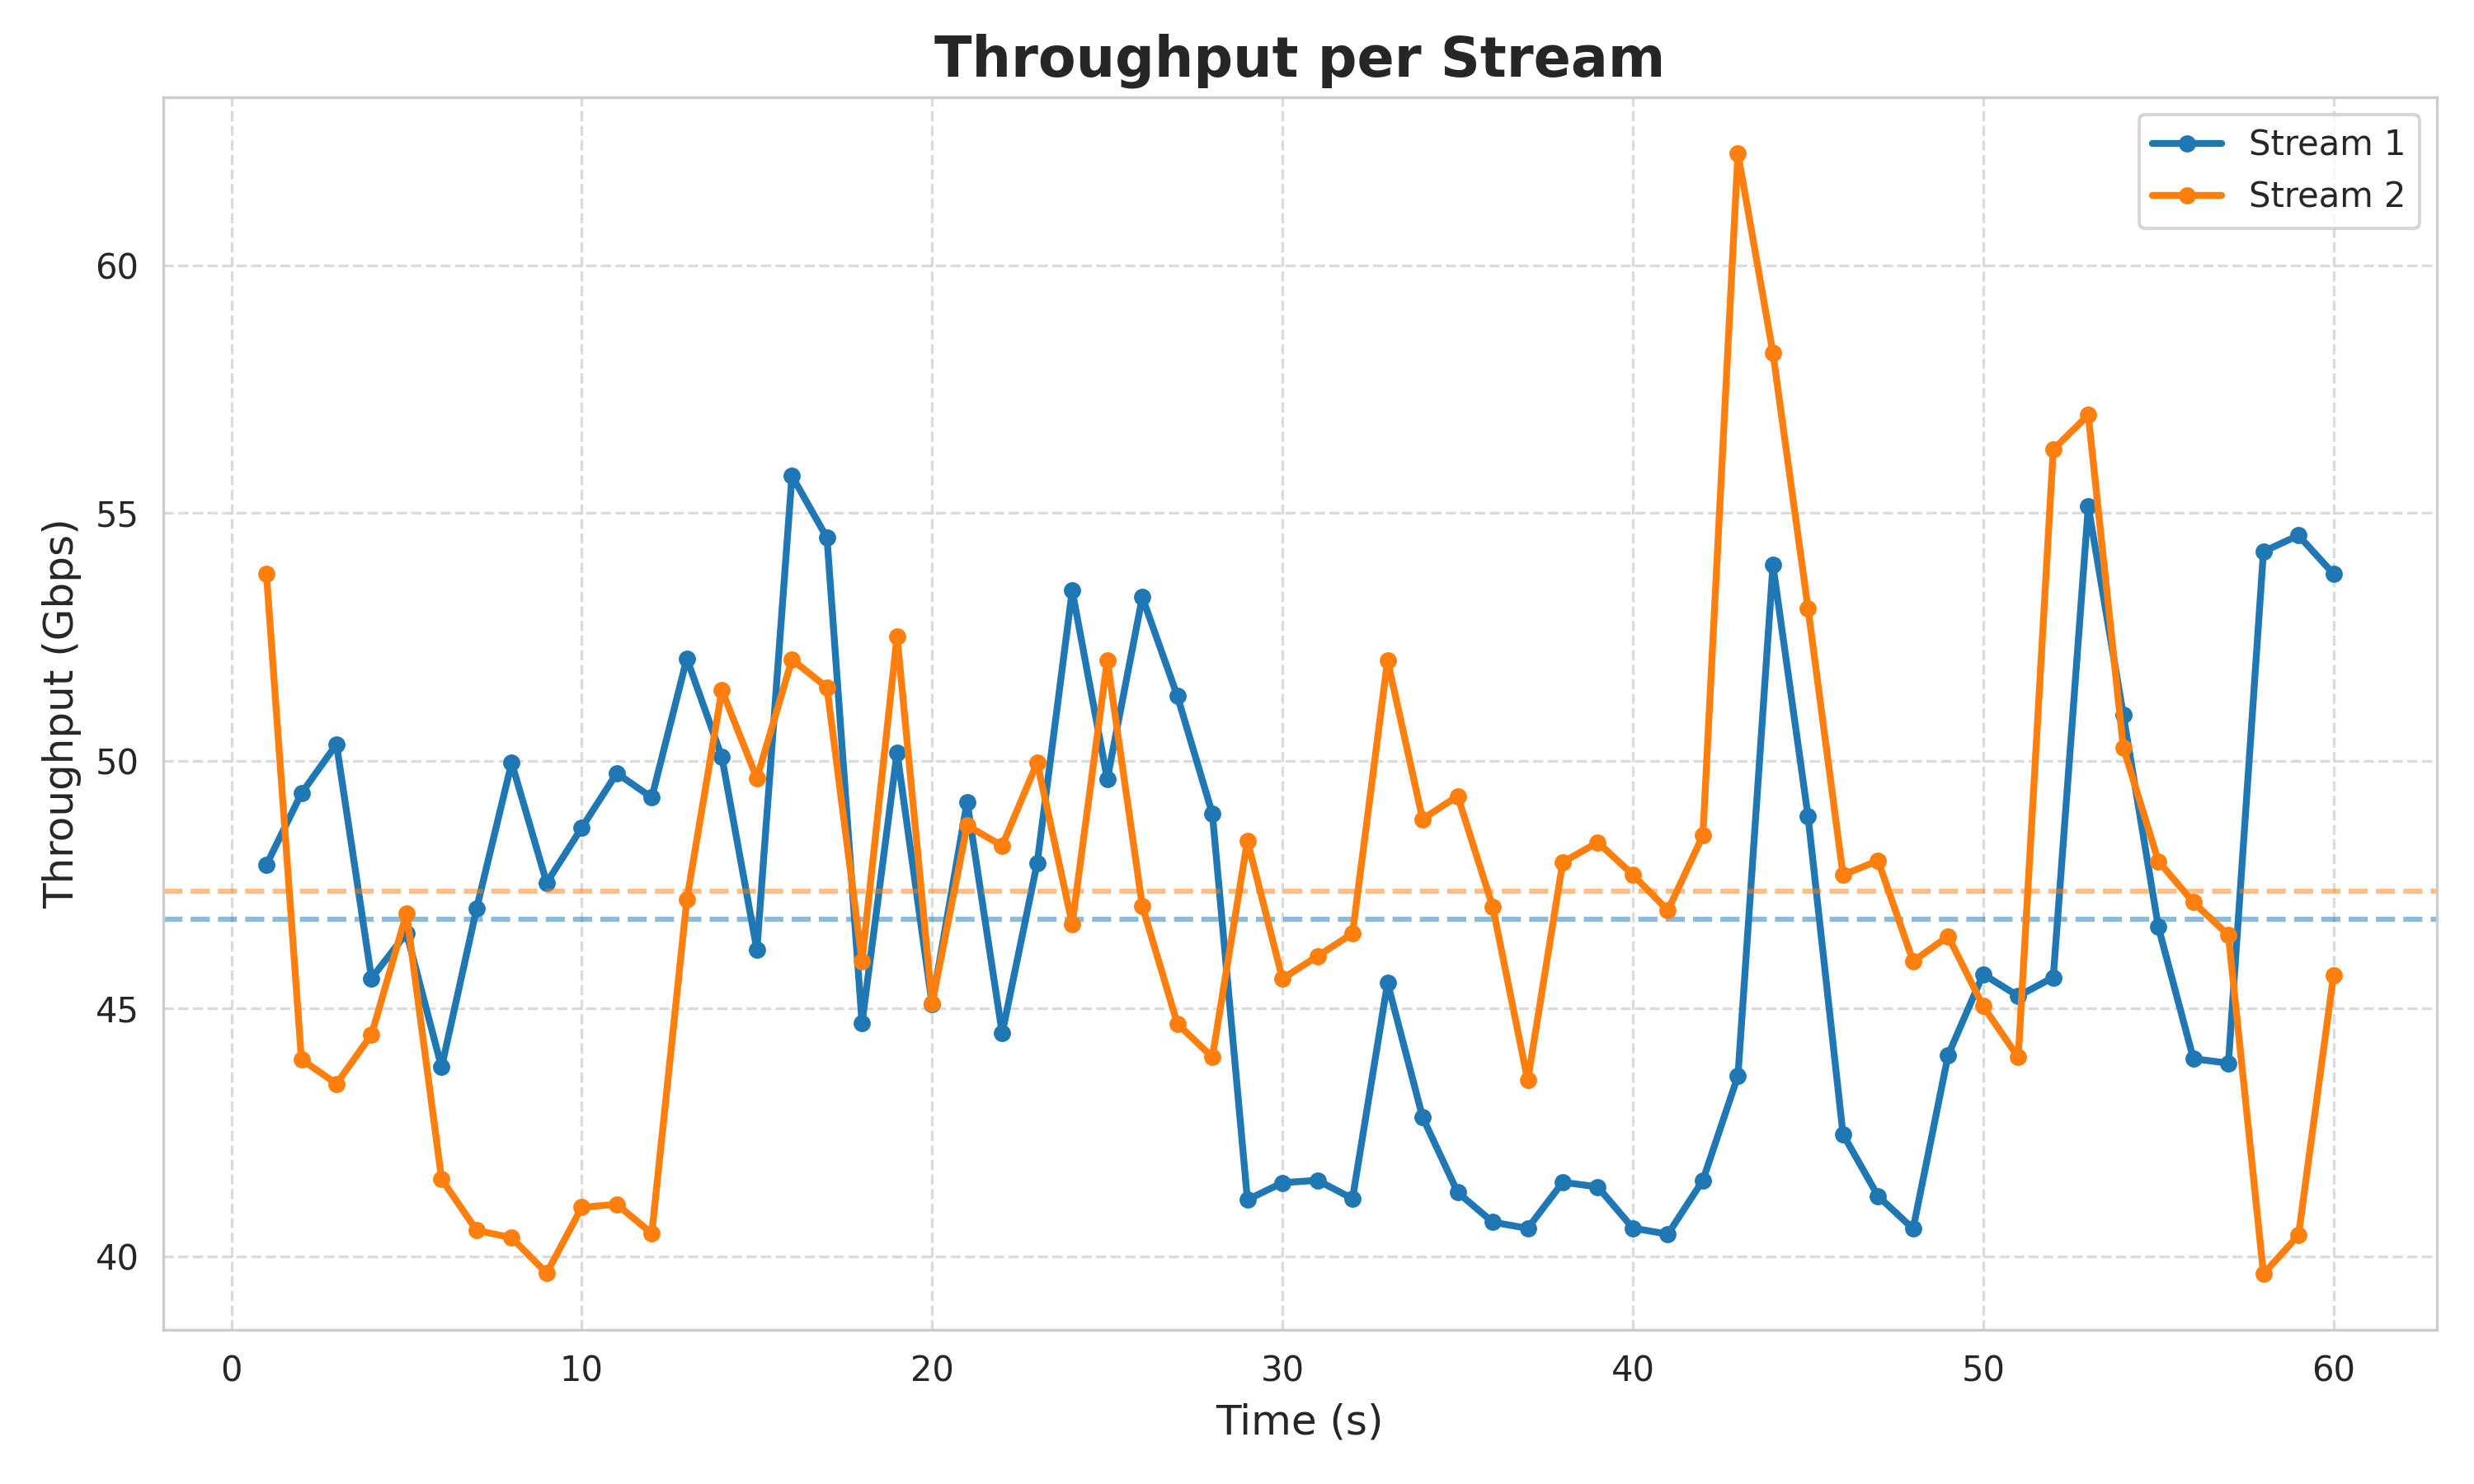 Throughput per Stream
Stream 1
Stream 2
Throughput (Gbps)
60
55
50
45
40
0 10 20 30 40 50 60
Time (s)